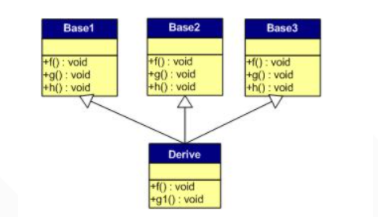 Base1
+f() : void
+g() : void
+h() : void
Base2
+f() : void
+g() : void
+h() : void
Base3
+f() : void
+g() : void
+h() : void
Derive
+f() : void
+g1() : void